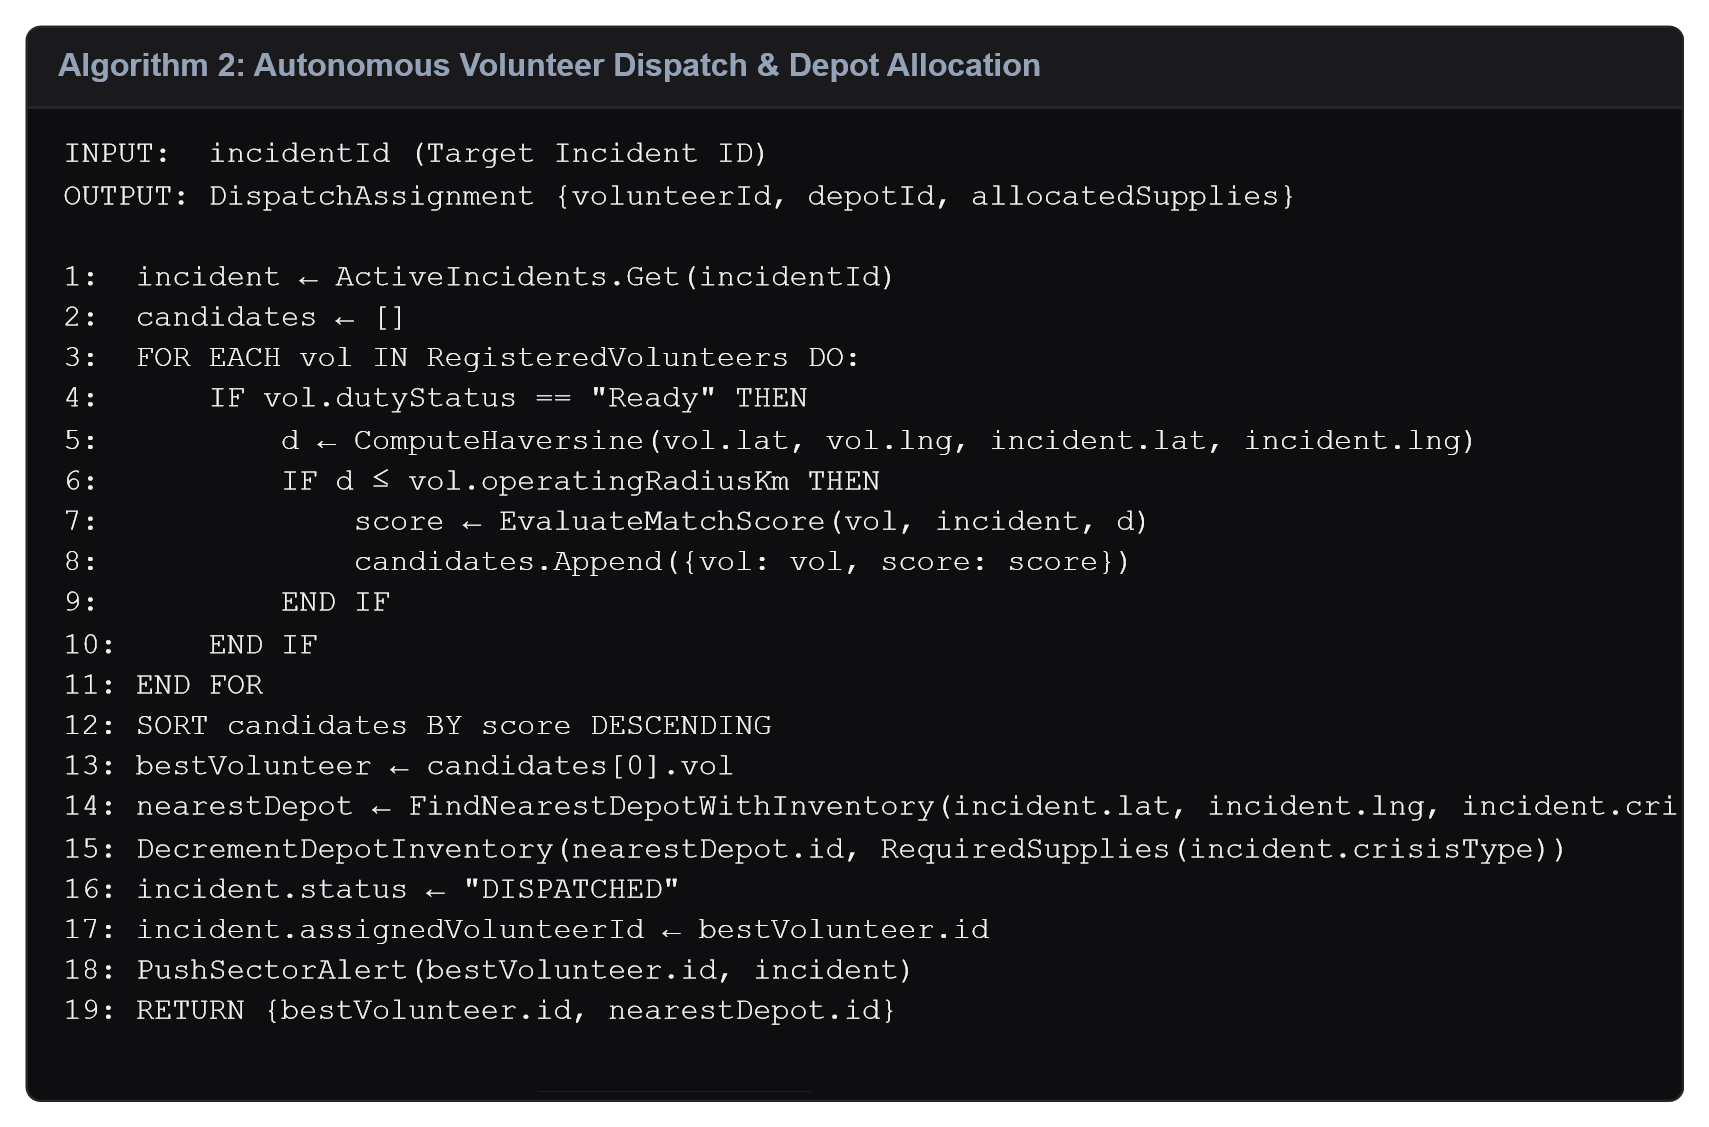 Algorithm 2: Autonomous Volunteer Dispatch & Depot Allocation
INPUT:  incidentId (Target Incident ID)
OUTPUT: DispatchAssignment {volunteerId, depotId, allocatedSupplies}
1:  incident ← ActiveIncidents.Get(incidentId)
2:  candidates ← []
3:  FOR EACH vol IN RegisteredVolunteers DO:
4:      IF vol.dutyStatus == "Ready" THEN
5:          d ← ComputeHaversine(vol.lat, vol.lng, incident.lat, incident.lng)
6:          IF d ≤ vol.operatingRadiusKm THEN
7:              score ← EvaluateMatchScore(vol, incident, d)
8:              candidates.Append({vol: vol, score: score})
9:          END IF
10:     END IF
11: END FOR
12: SORT candidates BY score DESCENDING
13: bestVolunteer ← candidates[0].vol
14: nearestDepot ← FindNearestDepotWithInventory(incident.lat, incident.lng, incident.cri
15: DecrementDepotInventory(nearestDepot.id, RequiredSupplies(incident.crisisType))
16: incident.status ← "DISPATCHED"
17: incident.assignedVolunteerId ← bestVolunteer.id
18: PushSectorAlert(bestVolunteer.id, incident)
19: RETURN {bestVolunteer.id, nearestDepot.id}